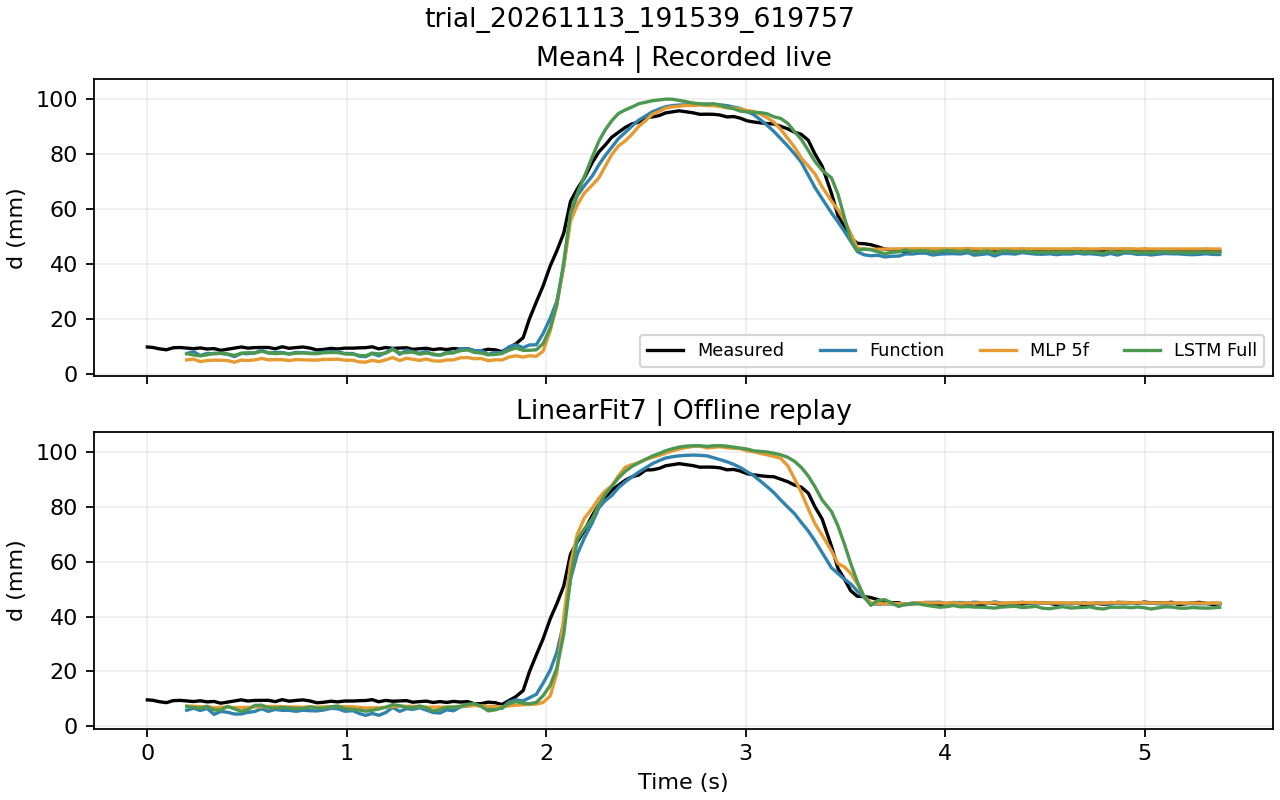 trial_20261113_191539_619757
Mean4 | Recorded live
100
80
60
40
20
0
d (mm)
Measured Function MLP 5f LSTM Full
LinearFit7 | Offline replay
100
80
60
40
20
0
d (mm)
0 1 2 3 4 5
Time (s)